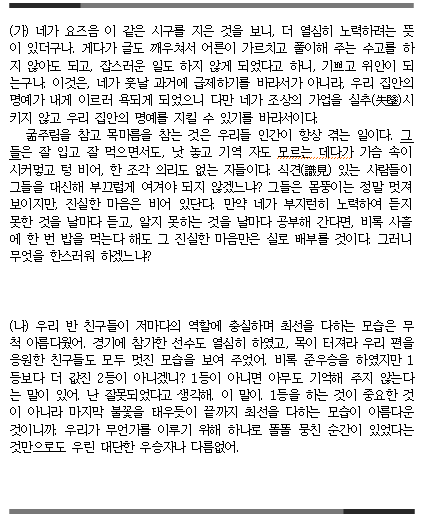 (가) 네가 요즈음 이 같은 시구를 지은 것을 보니, 더 열심히 노력하려는 뜻
이 있더구나. 게다가 글도 깨우쳐서 어른이 가르치고 풀이해 주는 수고를 하
지 않아도 되고, 잡스러운 일도 하지 않게 되었다고 하니, 기쁘고 위안이 되
는구나. 이것은, 네가 훗날 과거에 급제하기를 바라서가 아니라, 우리 집안의
명예가 내게 이르러 욕되게 되었으니 다만 네가 조상의 가업을 실추(失墜)시
키지 않고 우리 집안의 명예를 지킬 수 있기를 바라서이다.
굶주림을 참고 목마름을 참는 것은 우리들 인간이 항상 겪는 일이다. 그
들은 잘 입고 잘 먹으면서도, 낫 놓고 기역 자도 모르는 데다가 가슴 속이
시커멓고 텅 비어, 한 조각 의리도 없는 자들이다. 식견(識見) 있는 사람들이
그들을 대신해 부끄럽게 여겨야 되지 않겠느냐? 그들은 몸뚱이는 정말 멋져
보이지만, 진실한 마음은 비어 있단다. 만약 네가 부지런히 노력하여 듣지
못한 것을 날마다 듣고, 알지 못하는 것을 날마다 공부해 간다면, 비록 사흘
에 한 번 밥을 먹는다 해도 그 진실한 마음만은 실로 배부를 것이다. 그러니
무엇을 한스러워 하겠느냐?
(나) 우리 반 친구들이 저마다의 역할에 충실하며 최선을 다하는 모습은 무
척 아름다웠어. 경기에 참가한 선수도 열심히 하였고, 목이 터져라 우리 편을
응원한 친구들도 모두 멋진 모습을 보여 주었어. 비록 준우승을 하였지만 1
등보다 더 값진 2등이 아니겠니? 1등이 아니면 아무도 기억해 주지 않는다
는 말이 있어. 난 잘못되었다고 생각해. 이 말이. 1등을 하는 것이 중요한 것
이 아니라 마지막 불꽃을 태우듯이 끝까지 최선을 다하는 모습이 아름다운
것이니까. 우리가 무언가를 이루기 위해 하나로 똘똘 뭉친 순간이 있었다는
것만으로도 우린 대단한 우승자나 다름없어.